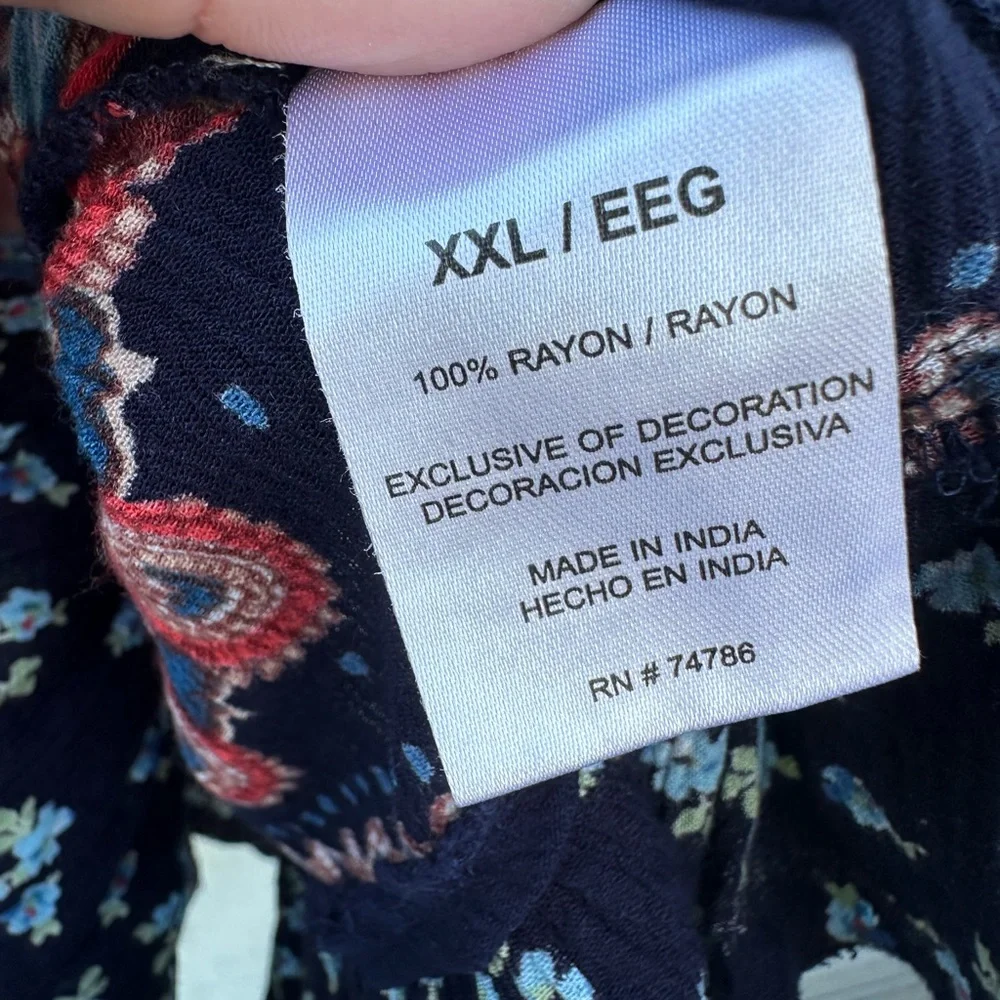 XXL / EEG
100% RAYON / RAYON
EXCLUSIVE OF DECORATION
DECORACION EXCLUSIVA
MADE IN INDIA
HECHO EN INDIA
RN # 74786